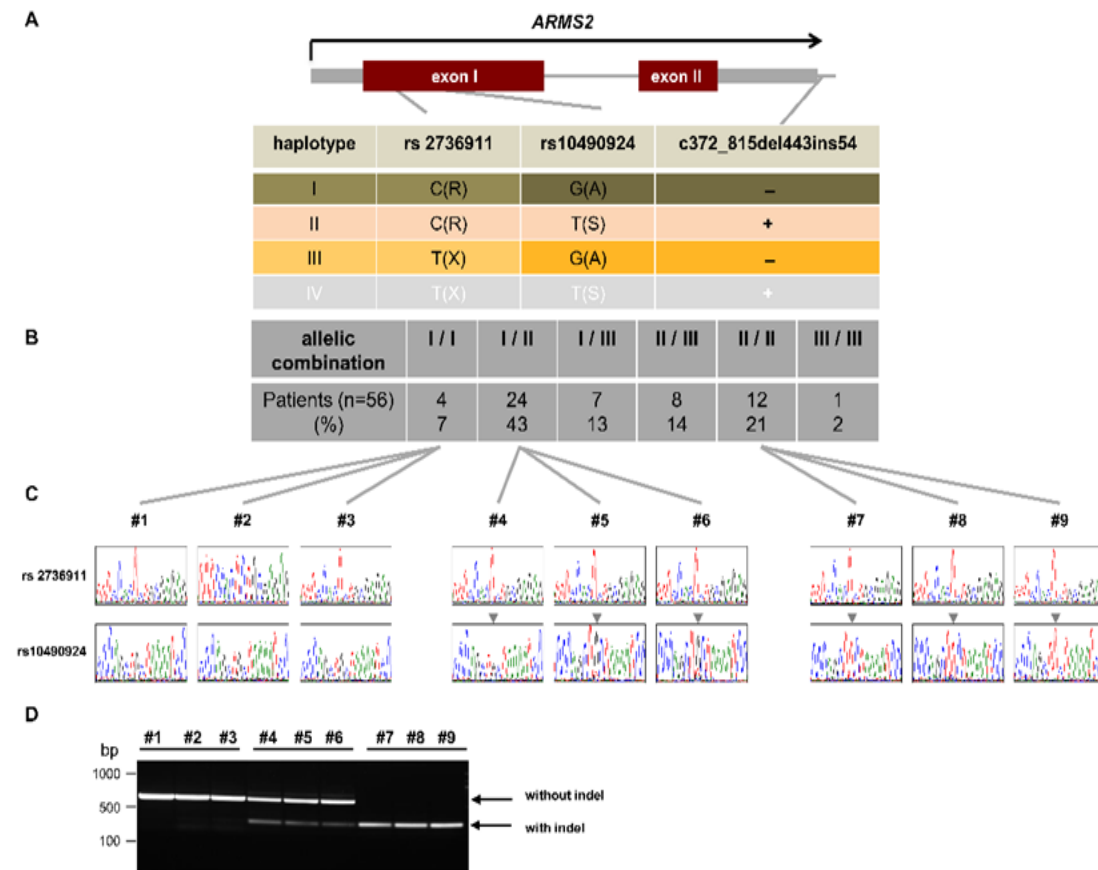 A
ARMS2
exon I exon II
haplotype rs 2736911 rs10490924 c372_815del443ins54
I C(R) G(A) –
II C(R) T(S) +
III T(X) G(A) –
IV T(X) T(S) +
B
allelic combination I / I I / II I / III II / III II / II III / III
Patients (n=56) 4 24 7 8 12 1
(%) 7 43 13 14 21 2
C
#1 #2 #3 #4 #5 #6 #7 #8 #9
rs 2736911
rs10490924
D
#1 #2 #3 #4 #5 #6 #7 #8 #9
bp
1000
500
100
without indel
with indel